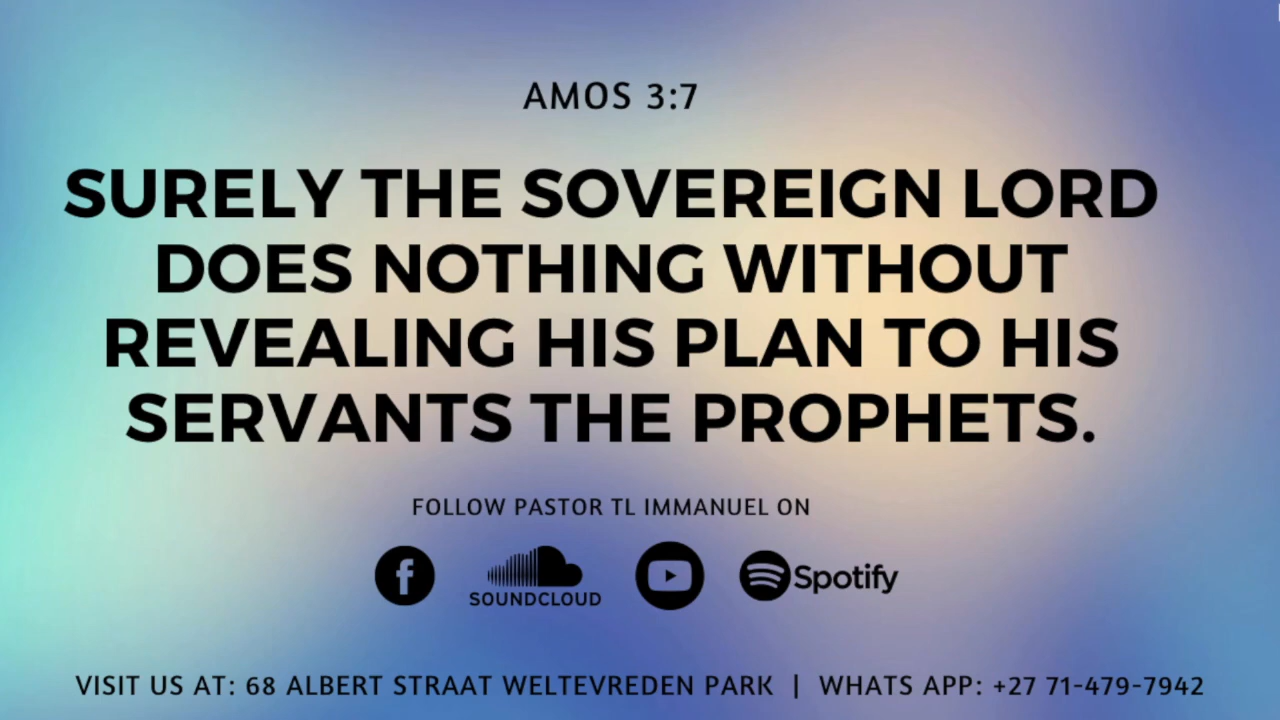 AMOS 3:7
SURELY THE SOVEREIGN LORD
DOES NOTHING WITHOUT
REVEALING HIS PLAN TO HIS
SERVANTS THE PROPHETS.
FOLLOW PASTOR TL IMMANUEL ON
f SOUNDCLOUD Spotify
VISIT US AT: 68 ALBERT STRAAT WELTEVREDEN PARK | WHATS APP: +27 71-479-7942